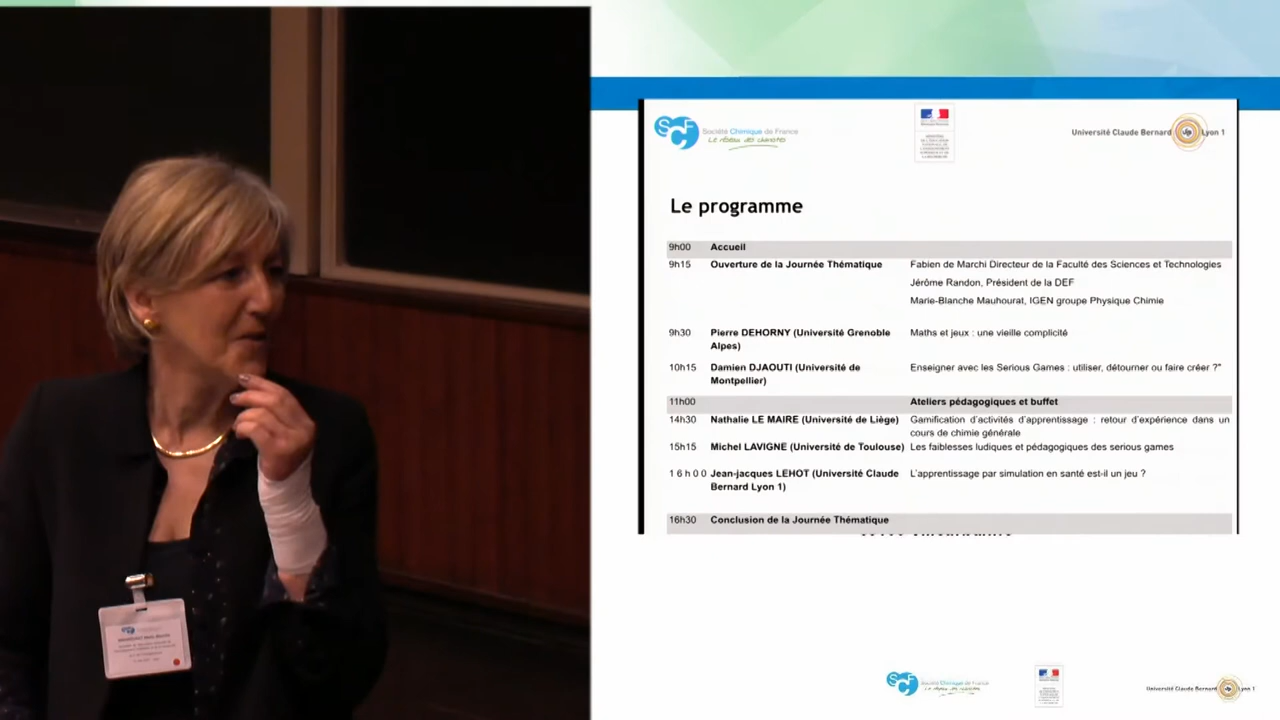 SCF
Société Chimique de France
Le réseau des chimistes
Université Claude Bernard Lyon 1
Le programme
9h00 Accueil
9h15 Ouverture de la Journée Thématique Fabien de Marchi Directeur de la Faculté des Sciences et Technologies
Jérôme Randon, Président de la DEF
Marie-Blanche Mauhourat, IGEN groupe Physique Chimie
9h30 Pierre DEHORNY (Université Grenoble Maths et jeux : une vieille complicité
Alpes)
10h15 Damien DJAOUTI (Université de Enseigner avec les Serious Games : utiliser, détourner ou faire créer ?"
Montpellier)
11h00 Ateliers pédagogiques et buffet
14h30 Nathalie LE MAIRE (Université de Liège) Gamification d'activités d'apprentissage : retour d'expérience dans un
cours de chimie générale
15h15 Michel LAVIGNE (Université de Toulouse) Les faiblesses ludiques et pédagogiques des serious games
16h00 Jean-jacques LEHOT (Université Claude L'apprentissage par simulation en santé est-il un jeu ?
Bernard Lyon 1)
16h30 Conclusion de la Journée Thématique
SCF
Société Chimique de France
Le réseau des chimistes
Université Claude Bernard Lyon 1